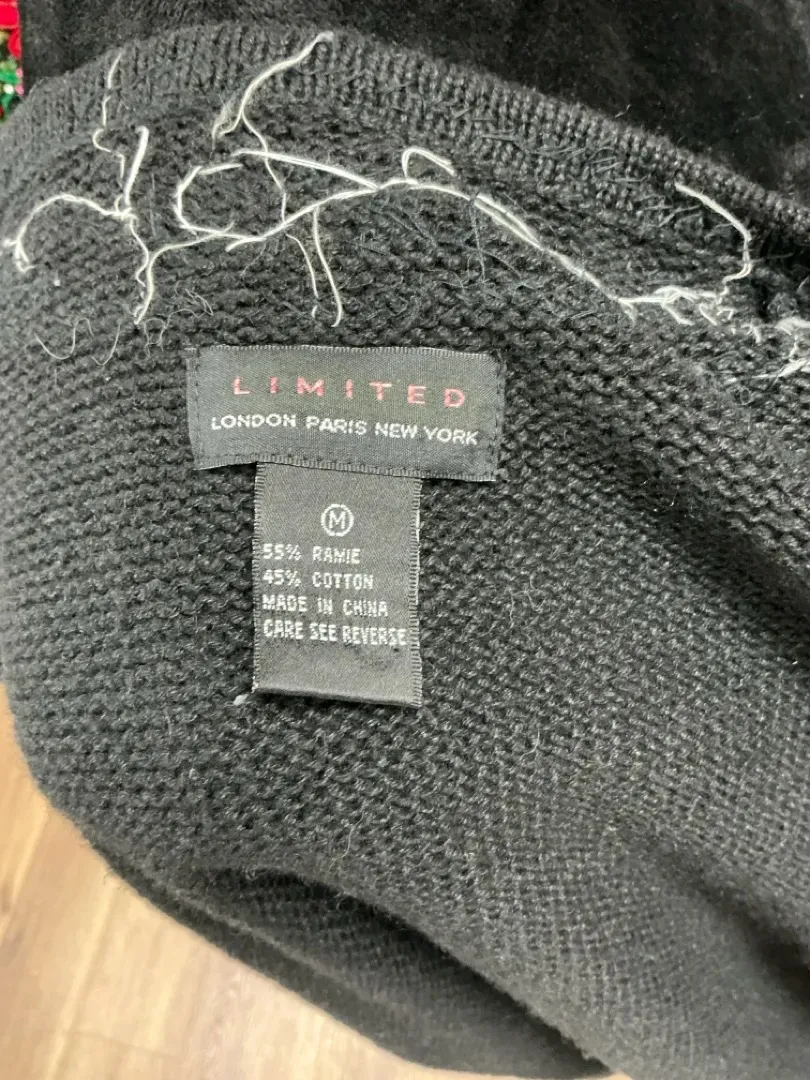 LIMITED
LONDON PARIS NEW YORK
M
55% RAMIE
45% COTTON
MADE IN CHINA
CARE SEE REVERSE